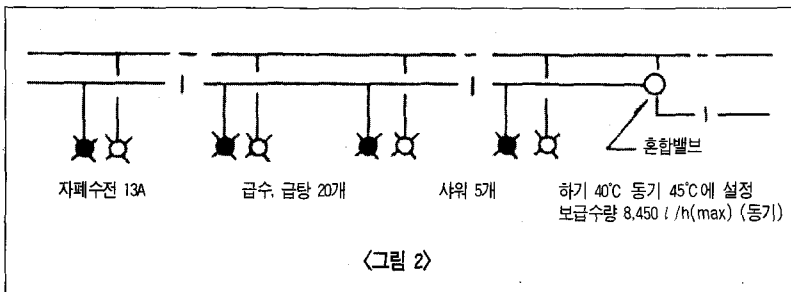 혼합밸브
자폐수전 13A
급수, 급탕 20개
샤워 5개
하기 40℃ 동기 45℃에 설정
보급수량 8,450 ℓ/h(max) (동기)
〈그림 2〉